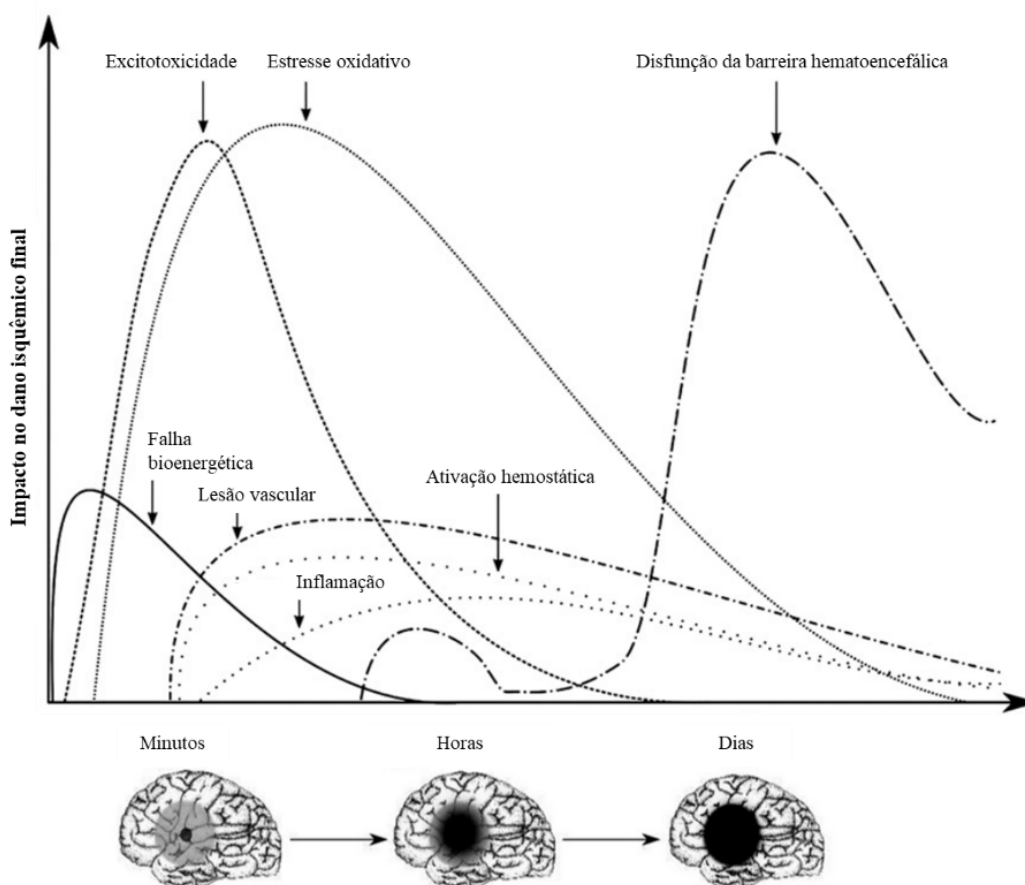 Excitotoxicidade
Estresse oxidativo
Disfunção da barreira hematoencefálica
Impacto no dano isquêmico final
Falha
bioenergética
Lesão vascular
Ativação hemostática
Inflamação
Minutos
Horas
Dias